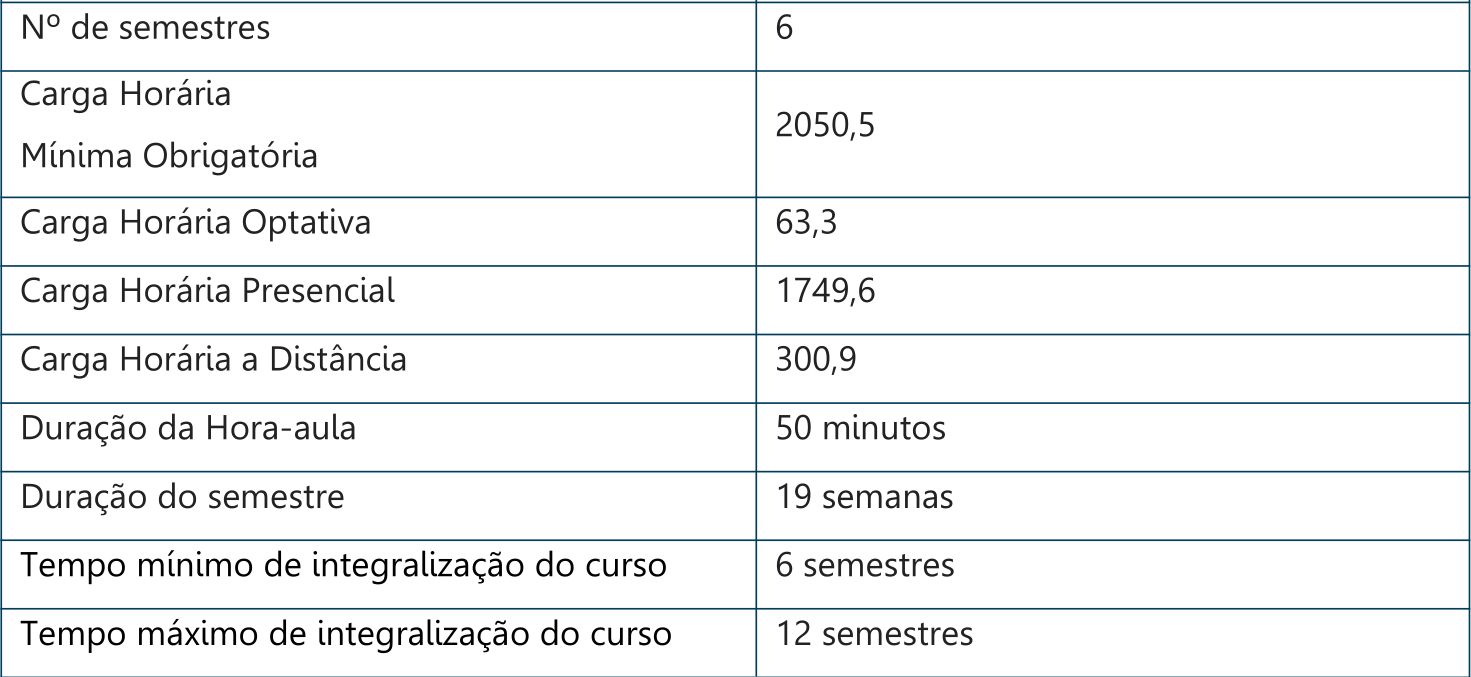 Nº de semestres
6
Carga Horária
Mínima Obrigatória
2050,5
Carga Horária Optativa
63,3
Carga Horária Presencial
1749,6
Carga Horária a Distância
300,9
Duração da Hora-aula
50 minutos
Duração do semestre
19 semanas
Tempo mínimo de integralização do curso
6 semestres
Tempo máximo de integralização do curso
12 semestres